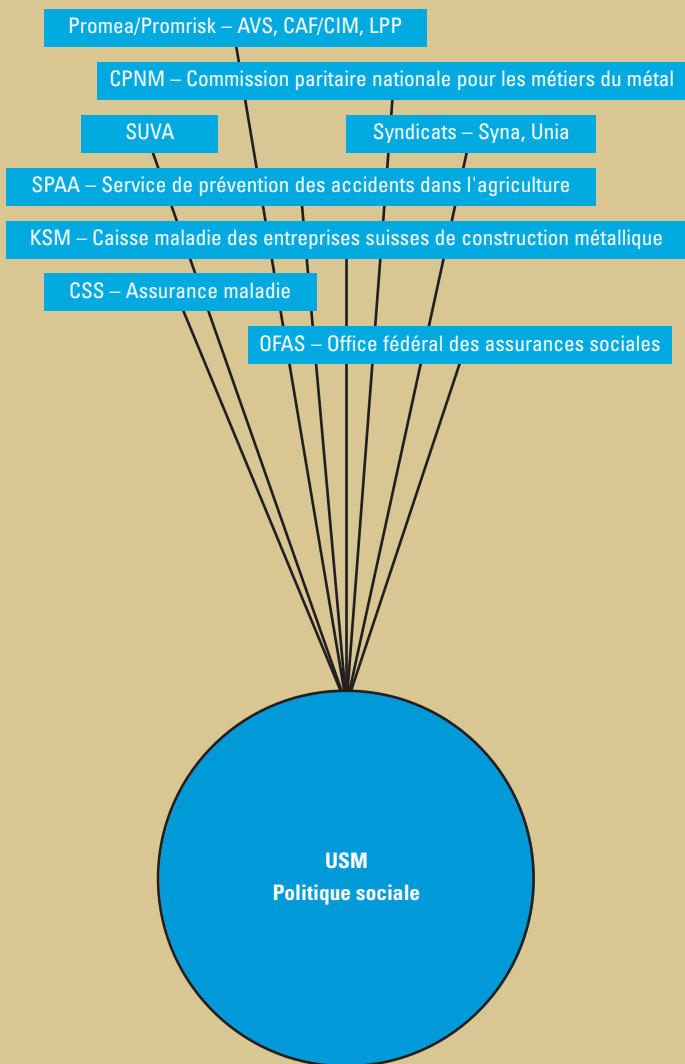 Promea/Promrisk – AVS, CAF/CIM, LPP
CPNM – Commission paritaire nationale pour les métiers du métal
SUVA
Syndicats – Syna, Unia
SPAA – Service de prévention des accidents dans l'agriculture
KSM – Caisse maladie des entreprises suisses de construction métallique
CSS – Assurance maladie
OFAS – Office fédéral des assurances sociales
USM
Politique sociale